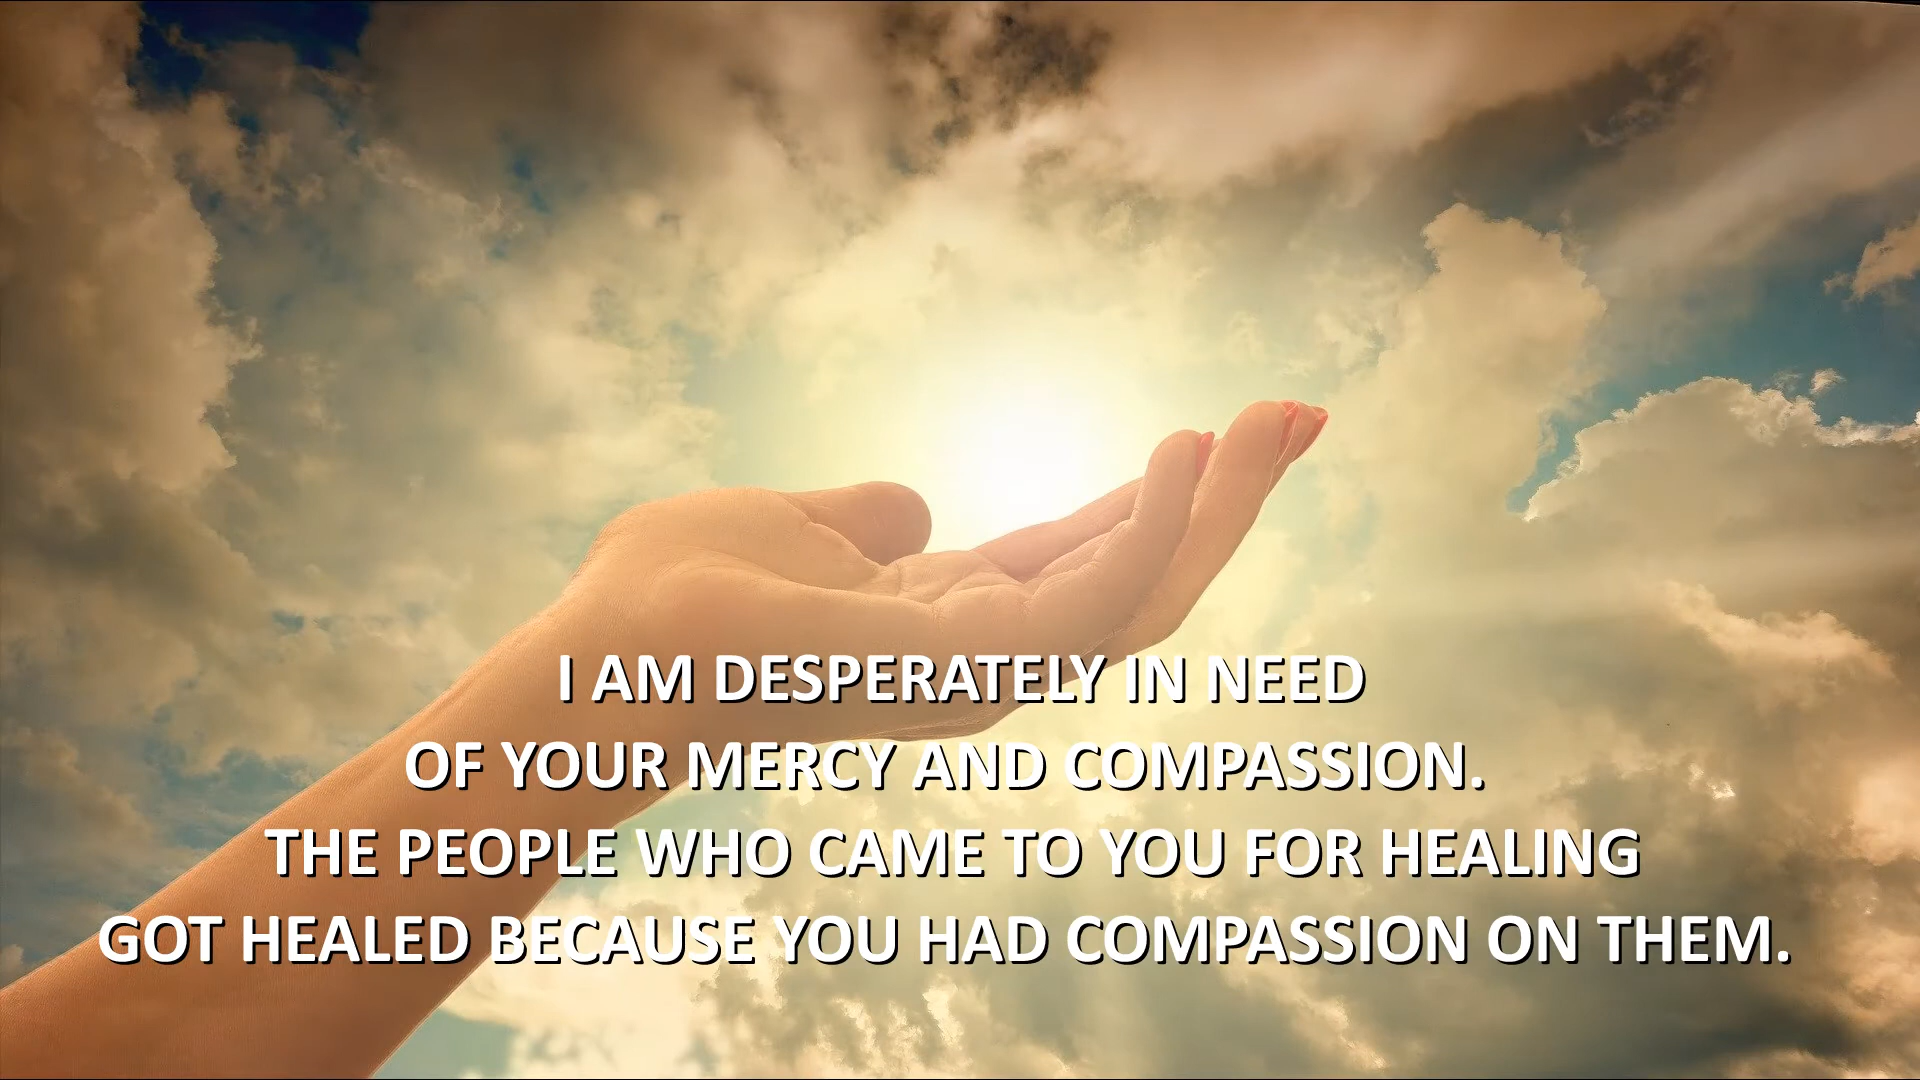 I AM DESPERATELY IN NEED
OF YOUR MERCY AND COMPASSION.
THE PEOPLE WHO CAME TO YOU FOR HEALING
GOT HEALED BECAUSE YOU HAD COMPASSION ON THEM.